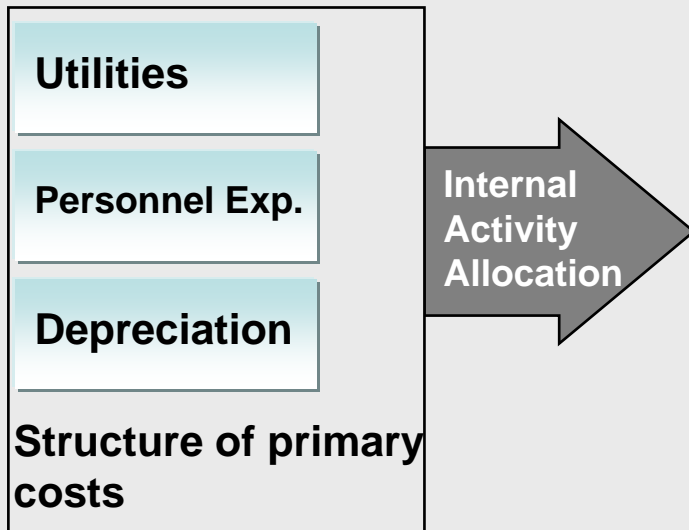 Utilities
Personnel Exp.
Depreciation
Structure of primary
costs
Internal
Activity
Allocation